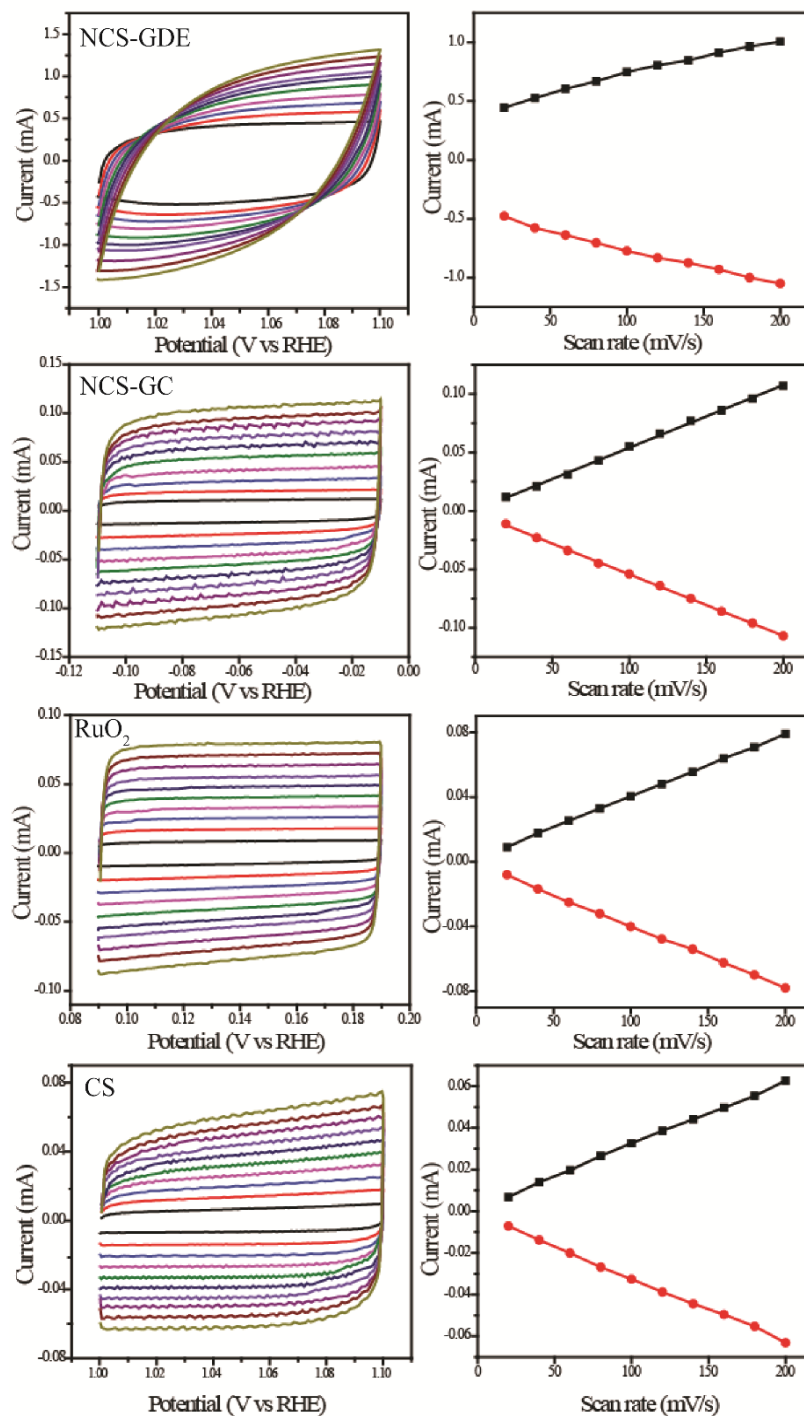 NCS-GDE
Current (mA)
1.5
1.0
0.5
0.0
-0.5
-1.0
-1.5
1.00 1.02 1.04 1.06 1.08 1.10
Potential (V vs RHE)
Current (mA)
1.0
0.5
0.0
-0.5
-1.0
0 50 100 150 200
Scan rate (mV/s)
NCS-GC
Current (mA)
0.15
0.10
0.05
0.00
-0.05
-0.10
-0.15
-0.12 -0.10 -0.08 -0.06 -0.04 -0.02 0.00
Potential (V vs RHE)
Current (mA)
0.10
0.05
0.00
-0.05
-0.10
0 50 100 150 200
Scan rate (mV/s)
RuO₂
Current (mA)
0.10
0.05
0.00
-0.05
-0.10
0.08 0.10 0.12 0.14 0.16 0.18 0.20
Potential (V vs RHE)
Current (mA)
0.08
0.04
0.00
-0.04
-0.08
0 50 100 150 200
Scan rate (mV/s)
CS
Current (mA)
0.08
0.04
0.00
-0.04
-0.08
1.00 1.02 1.04 1.06 1.08 1.10
Potential (V vs RHE)
Current (mA)
0.06
0.04
0.02
0.00
-0.02
-0.04
-0.06
0 50 100 150 200
Scan rate (mV/s)